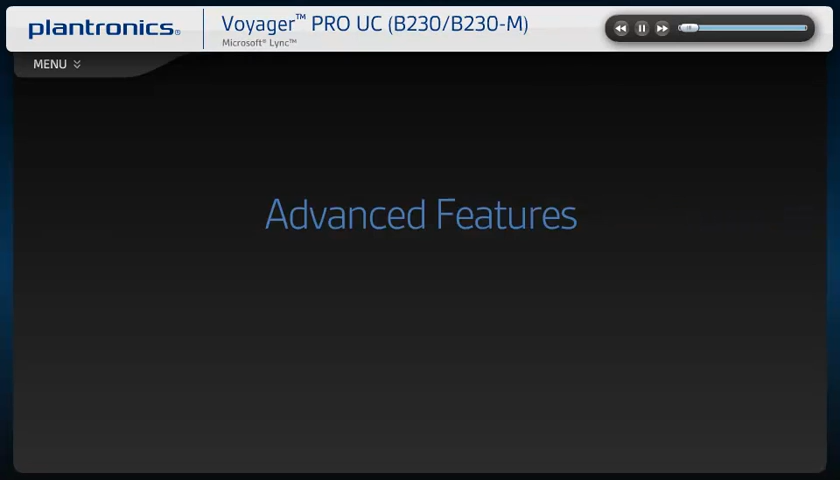 plantronics®
Voyager™ PRO UC (B230/B230-M)
Microsoft® Lync™
MENU
Advanced Features